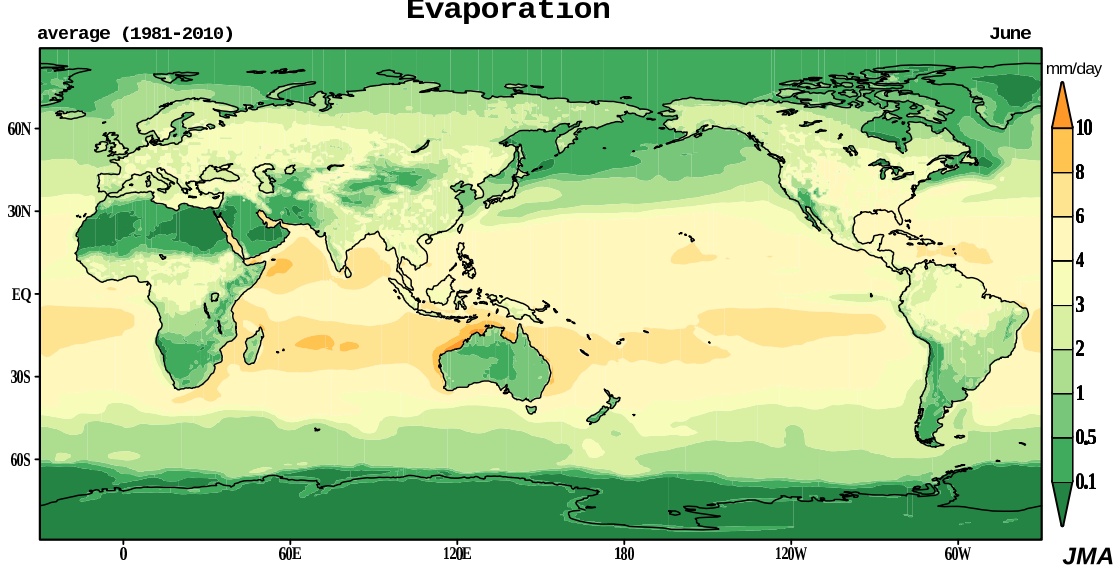 Evaporation
average (1981-2010) June
mm/day
10
8
6
4
3
2
1
0.5
0.1
60N
30N
EQ
30S
60S
0 60E 120E 180 120W 60W
JMA